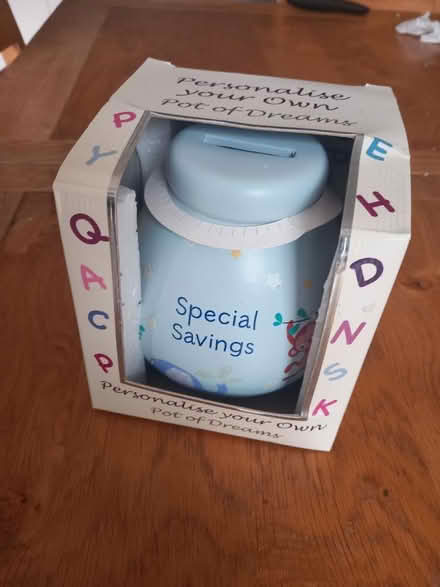 Personalise
your Own
Pot of Dreams
P
Y
Q
A
C
P
E
H
D
N
S
K
Special
Savings
Personalise your Own
Pot of Dreams